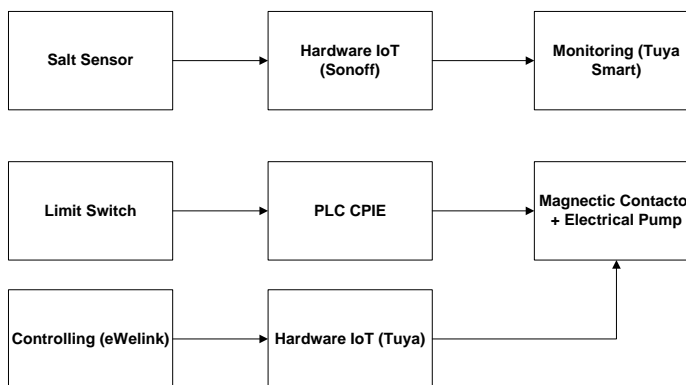 Salt Sensor
Hardware IoT
(Sonoff)
Monitoring (Tuya
Smart)
Limit Switch
PLC CPIE
Magnectic Contacto
+ Electrical Pump
Controlling (eWelink)
Hardware IoT (Tuya)